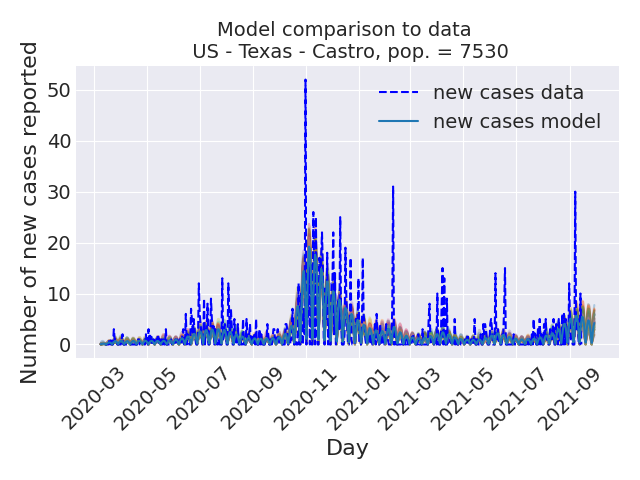 Model comparison to data
US - Texas - Castro, pop. = 7530
Number of new cases reported
50
40
30
20
10
0
new cases data
new cases model
2020-03
2020-05
2020-07
2020-09
2020-11
2021-01
2021-03
2021-05
2021-07
2021-09
Day